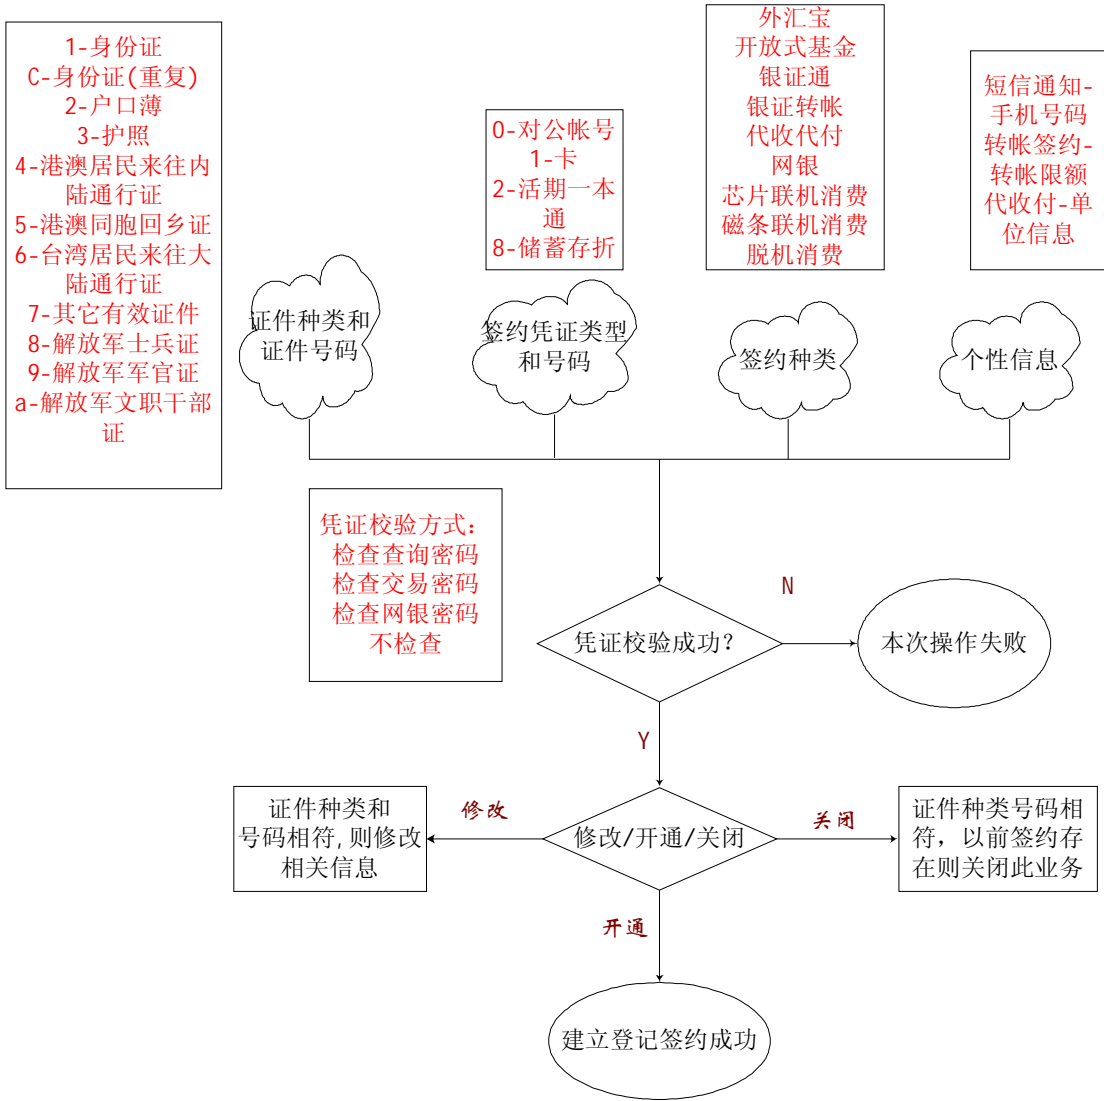 1-身份证
C-身份证(重复)
2-户口薄
3-护照
4-港澳居民来往内
陆通行证
5-港澳同胞回乡证
6-台湾居民来往大
陆通行证
7-其它有效证件
8-解放军士兵证
9-解放军军官证
a-解放军文职干部
证
0-对公帐号
1-卡
2-活期一本
通
8-储蓄存折
外汇宝
开放式基金
银证通
银证转帐
代收代付
网银
芯片联机消费
磁条联机消费
脱机消费
短信通知-
手机号码
转帐签约-
转帐限额
代收付-单
位信息
证件种类和
证件号码
签约凭证类型
和号码
签约种类
个性信息
凭证校验方式：
检查查询密码
检查交易密码
检查网银密码
不检查
凭证校验成功？
N
本次操作失败
Y
证件种类和
号码相符,则修改
相关信息
修改
修改/开通/关闭
关闭
证件种类号码相
符，以前签约存
在则关闭此业务
开通
建立登记签约成功